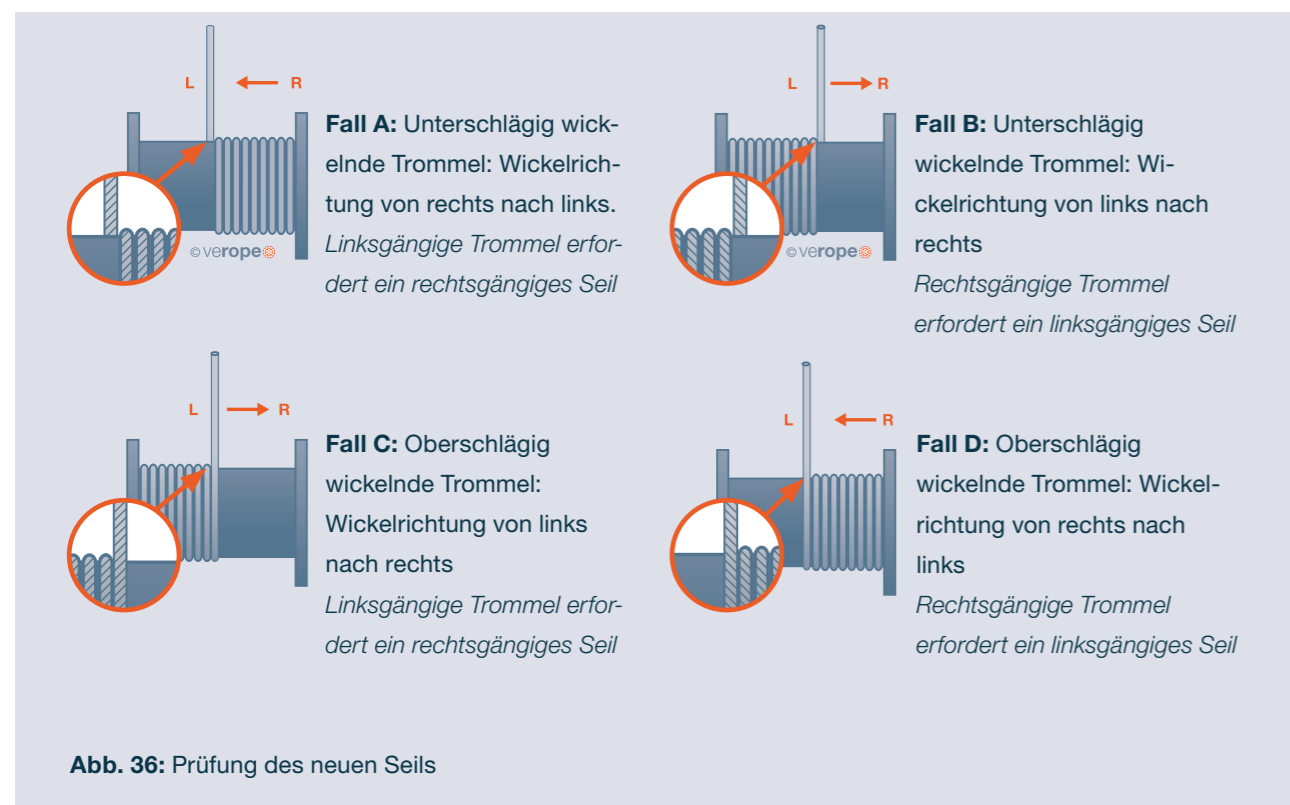 L R
Fall A: Unterschlägig wick-
elnde Trommel: Wickelrich-
tung von rechts nach links.
Linksgängige Trommel erfor-
dert ein rechtsgängiges Seil
© verope
L R
Fall B: Unterschlägig
wickelnde Trommel: Wi-
ckelrichtung von links nach
rechts
Rechtsgängige Trommel
erfordert ein linksgängiges Seil
© verope
L R
Fall C: Oberschlägig
wickelnde Trommel:
Wickelrichtung von links
nach rechts
Linksgängige Trommel erfor-
dert ein rechtsgängiges Seil
L R
Fall D: Oberschlägig
wickelnde Trommel: Wickel-
richtung von rechts nach
links
Rechtsgängige Trommel
erfordert ein linksgängiges Seil
Abb. 36: Prüfung des neuen Seils